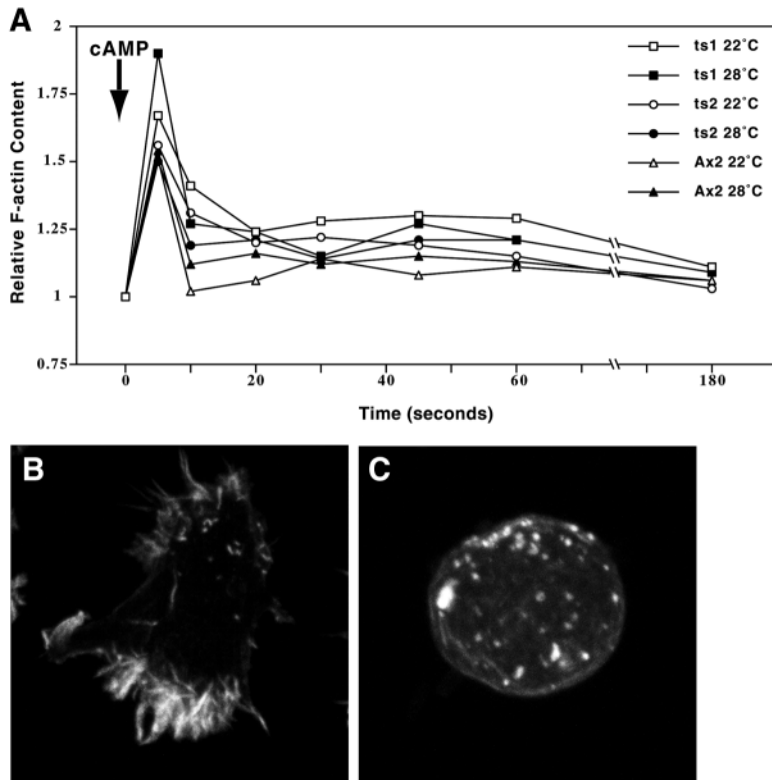 A
cAMP
ts1 22°C
ts1 28°C
ts2 22°C
ts2 28°C
Ax2 22°C
Ax2 28°C
Relative F-actin Content
2
1.75
1.5
1.25
1
0.75
0 20 40 60 180
Time (seconds)
B C